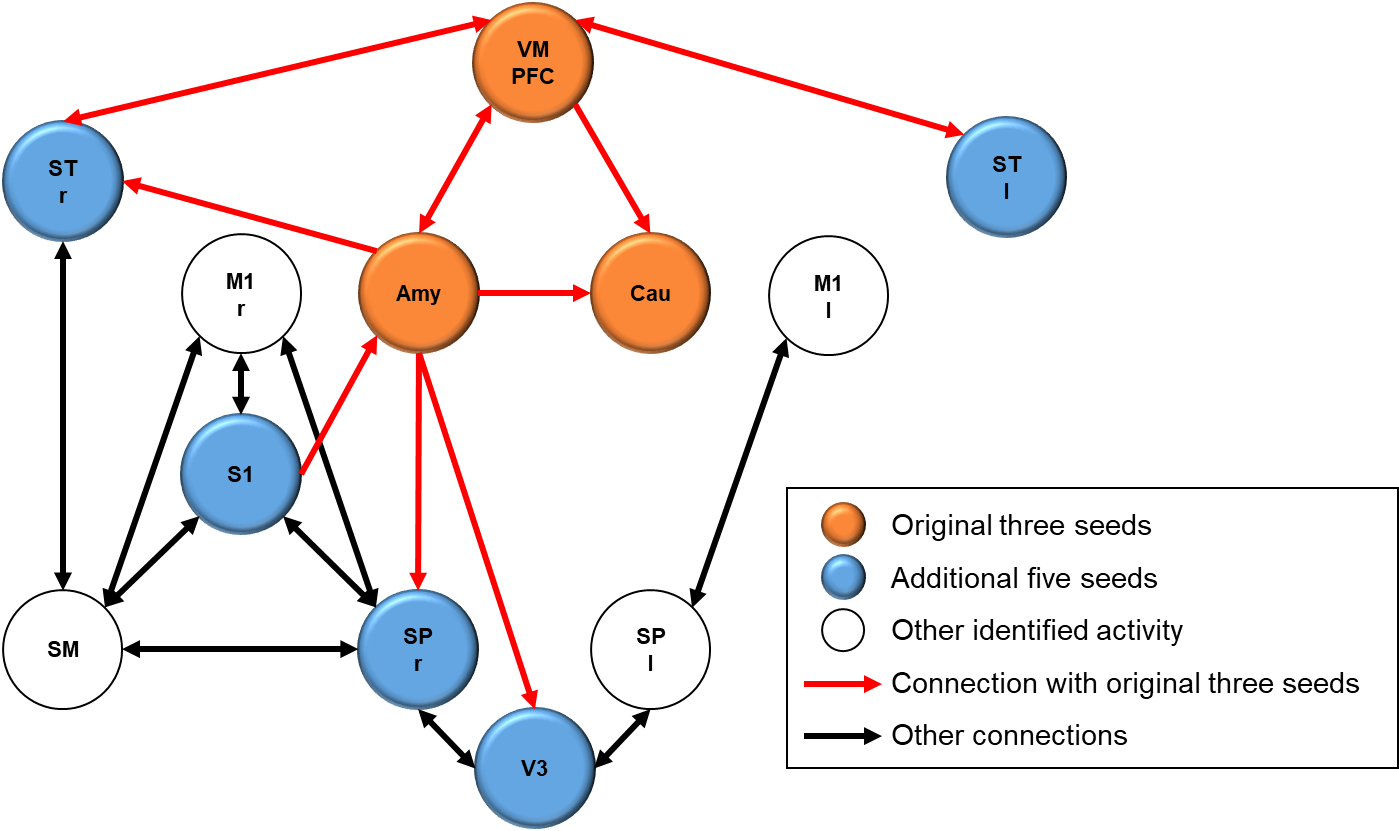 VM
PFC
ST
r
ST
l
M1
r
Amy
Cau
M1
l
S1
SM
SP
r
SP
l
V3
Original three seeds
Additional five seeds
Other identified activity
Connection with original three seeds
Other connections